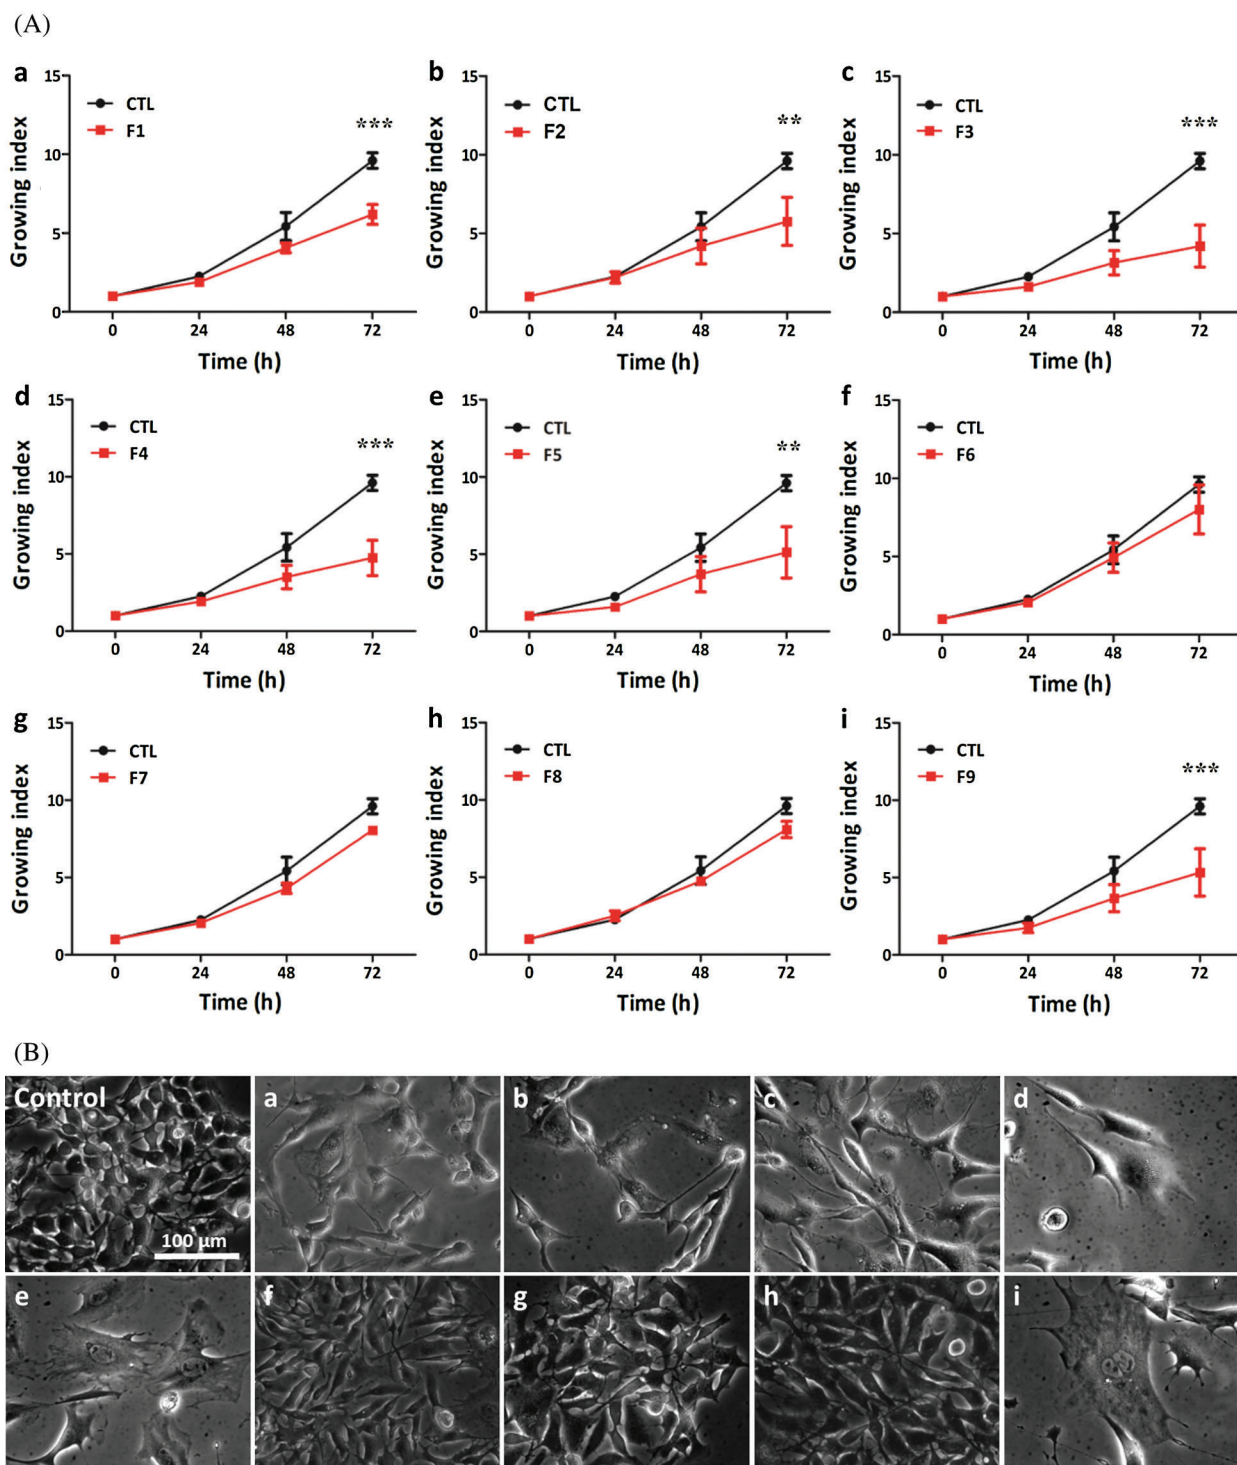 (A)
a
15
10
5
0
CTL
F1
***
Growing index
0 24 48 72
Time (h)
b
15
10
5
0
CTL
F2
**
Growing index
0 24 48 72
Time (h)
c
15
10
5
0
CTL
F3
***
Growing index
0 24 48 72
Time (h)
d
15
10
5
0
CTL
F4
***
Growing index
0 24 48 72
Time (h)
e
15
10
5
0
CTL
F5
**
Growing index
0 24 48 72
Time (h)
f
15
10
5
0
CTL
F6
Growing index
0 24 48 72
Time (h)
g
15
10
5
0
CTL
F7
Growing index
0 24 48 72
Time (h)
h
15
10
5
0
CTL
F8
Growing index
0 24 48 72
Time (h)
i
15
10
5
0
CTL
F9
***
Growing index
0 24 48 72
Time (h)
(B)
Control
100 µm
a
b
c
d
e
f
g
h
i